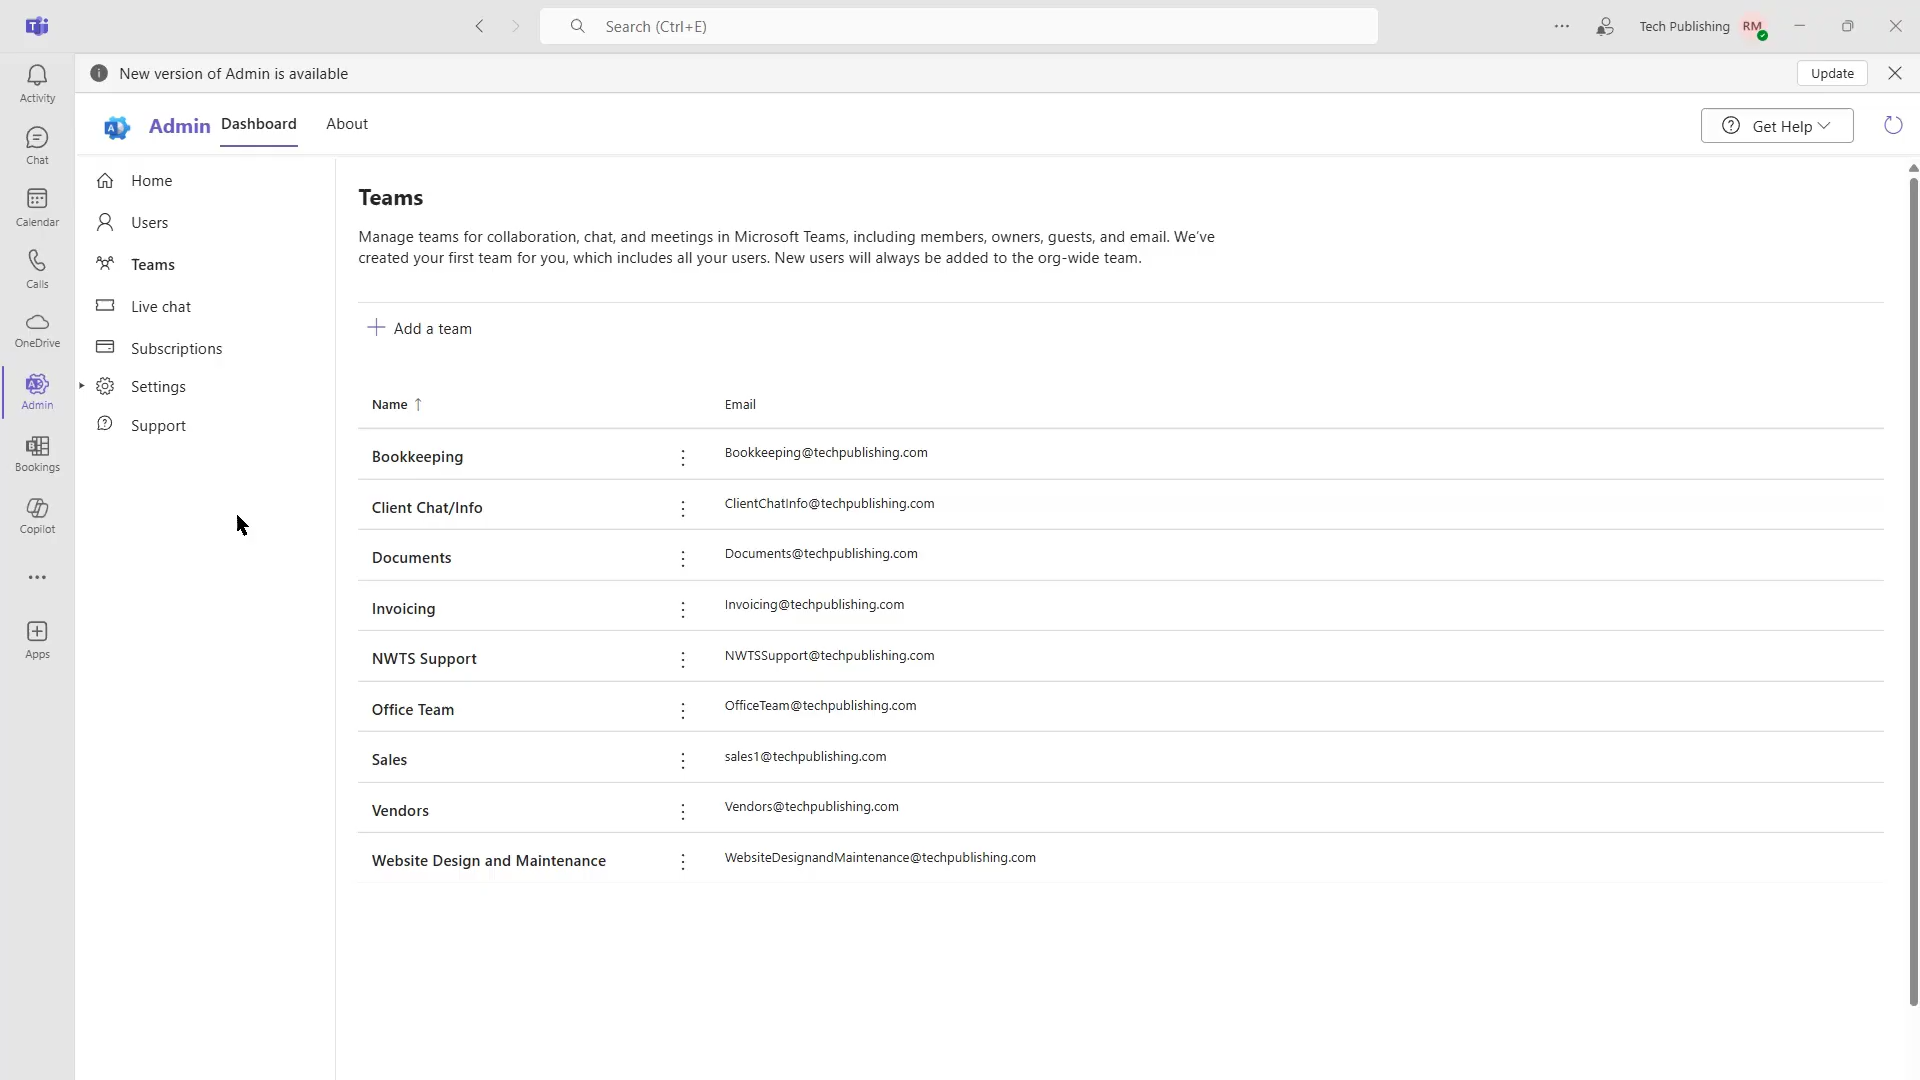 Search (Ctrl+E)
Tech Publishing
RM
New version of Admin is available
Update
Activity
Chat
Calendar
Calls
OneDrive
Admin
Bookings
Copilot
Apps
Admin
Dashboard
About
Get Help
Home
Users
Teams
Live chat
Subscriptions
Settings
Support
Teams
Manage teams for collaboration, chat, and meetings in Microsoft Teams, including members, owners, guests, and email. We've
created your first team for you, which includes all your users. New users will always be added to the org-wide team.
Add a team
Name ↑ Email
Bookkeeping Bookkeeping@techpublishing.com
Client Chat/Info ClientChatInfo@techpublishing.com
Documents Documents@techpublishing.com
Invoicing Invoicing@techpublishing.com
NWTS Support NWTSSupport@techpublishing.com
Office Team OfficeTeam@techpublishing.com
Sales sales1@techpublishing.com
Vendors Vendors@techpublishing.com
Website Design and Maintenance WebsiteDesignandMaintenance@techpublishing.com